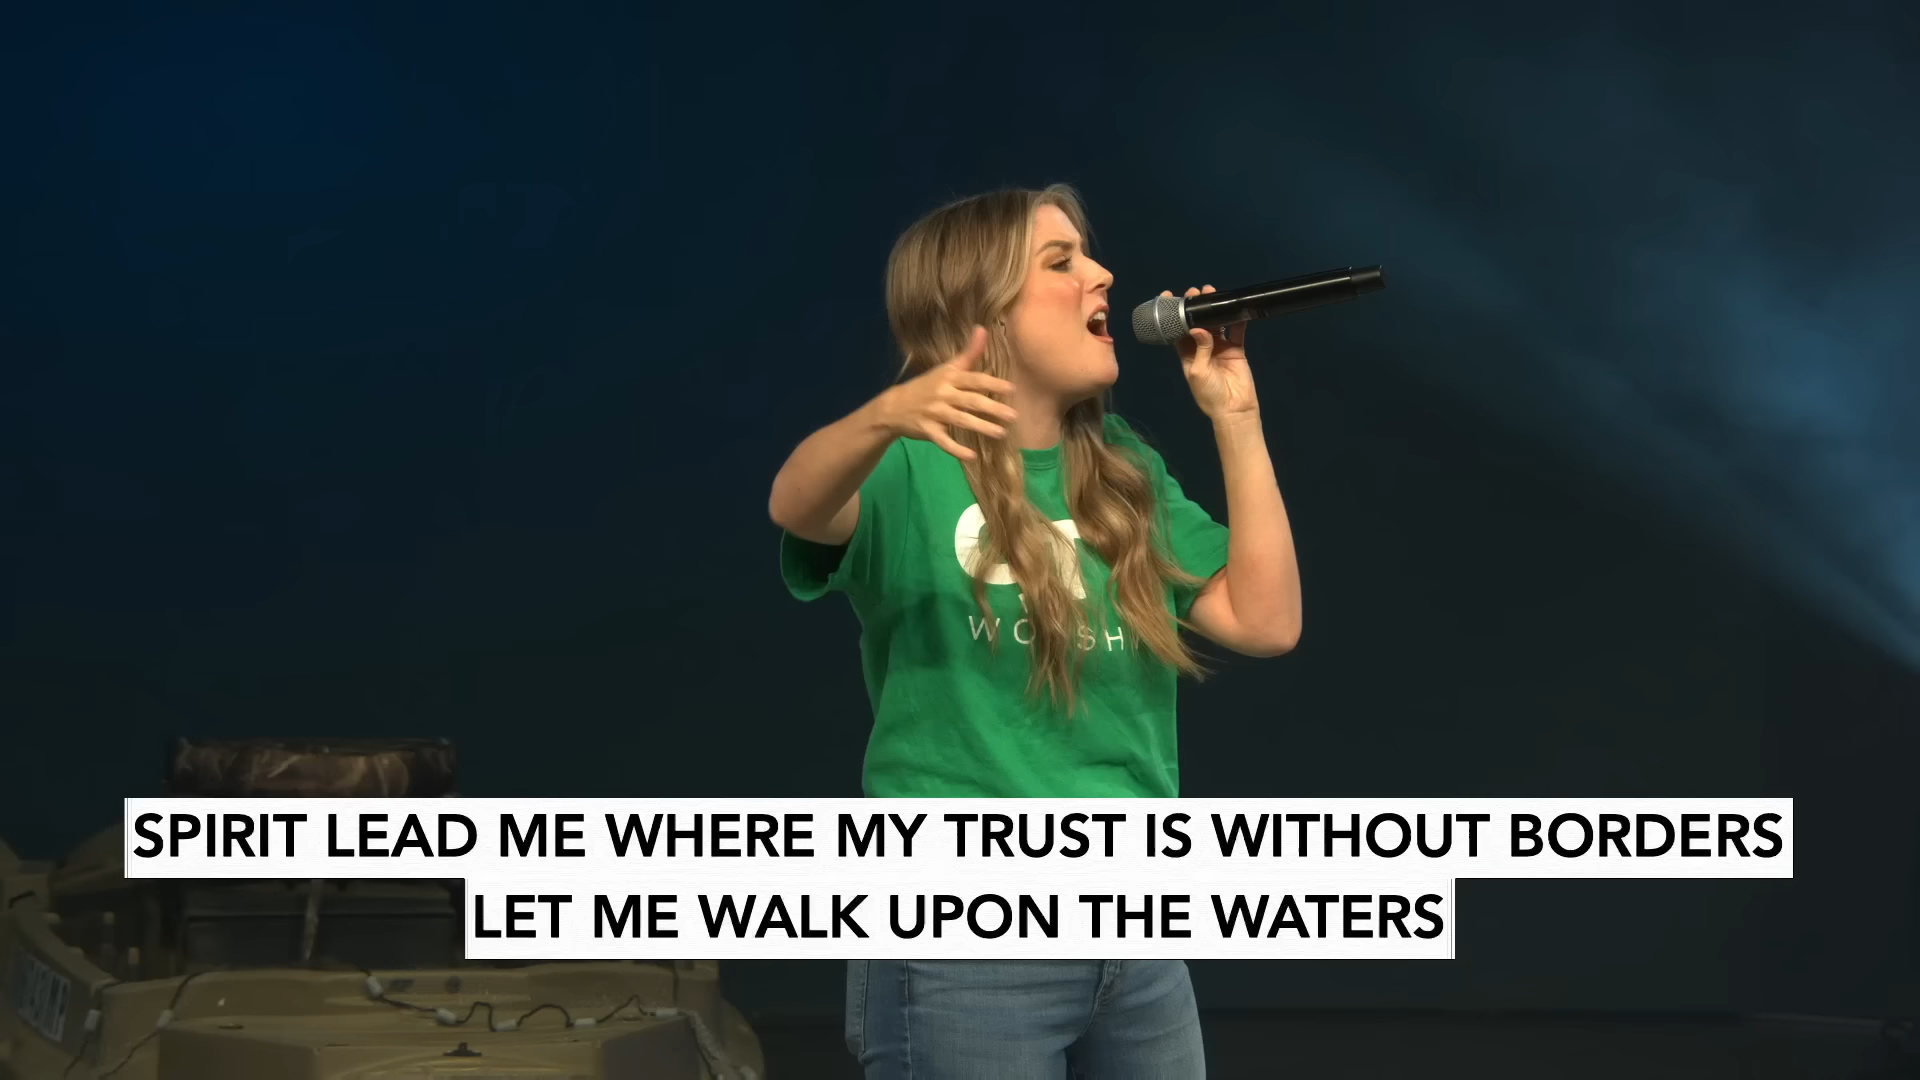 SPIRIT LEAD ME WHERE MY TRUST IS WITHOUT BORDERS
LET ME WALK UPON THE WATERS